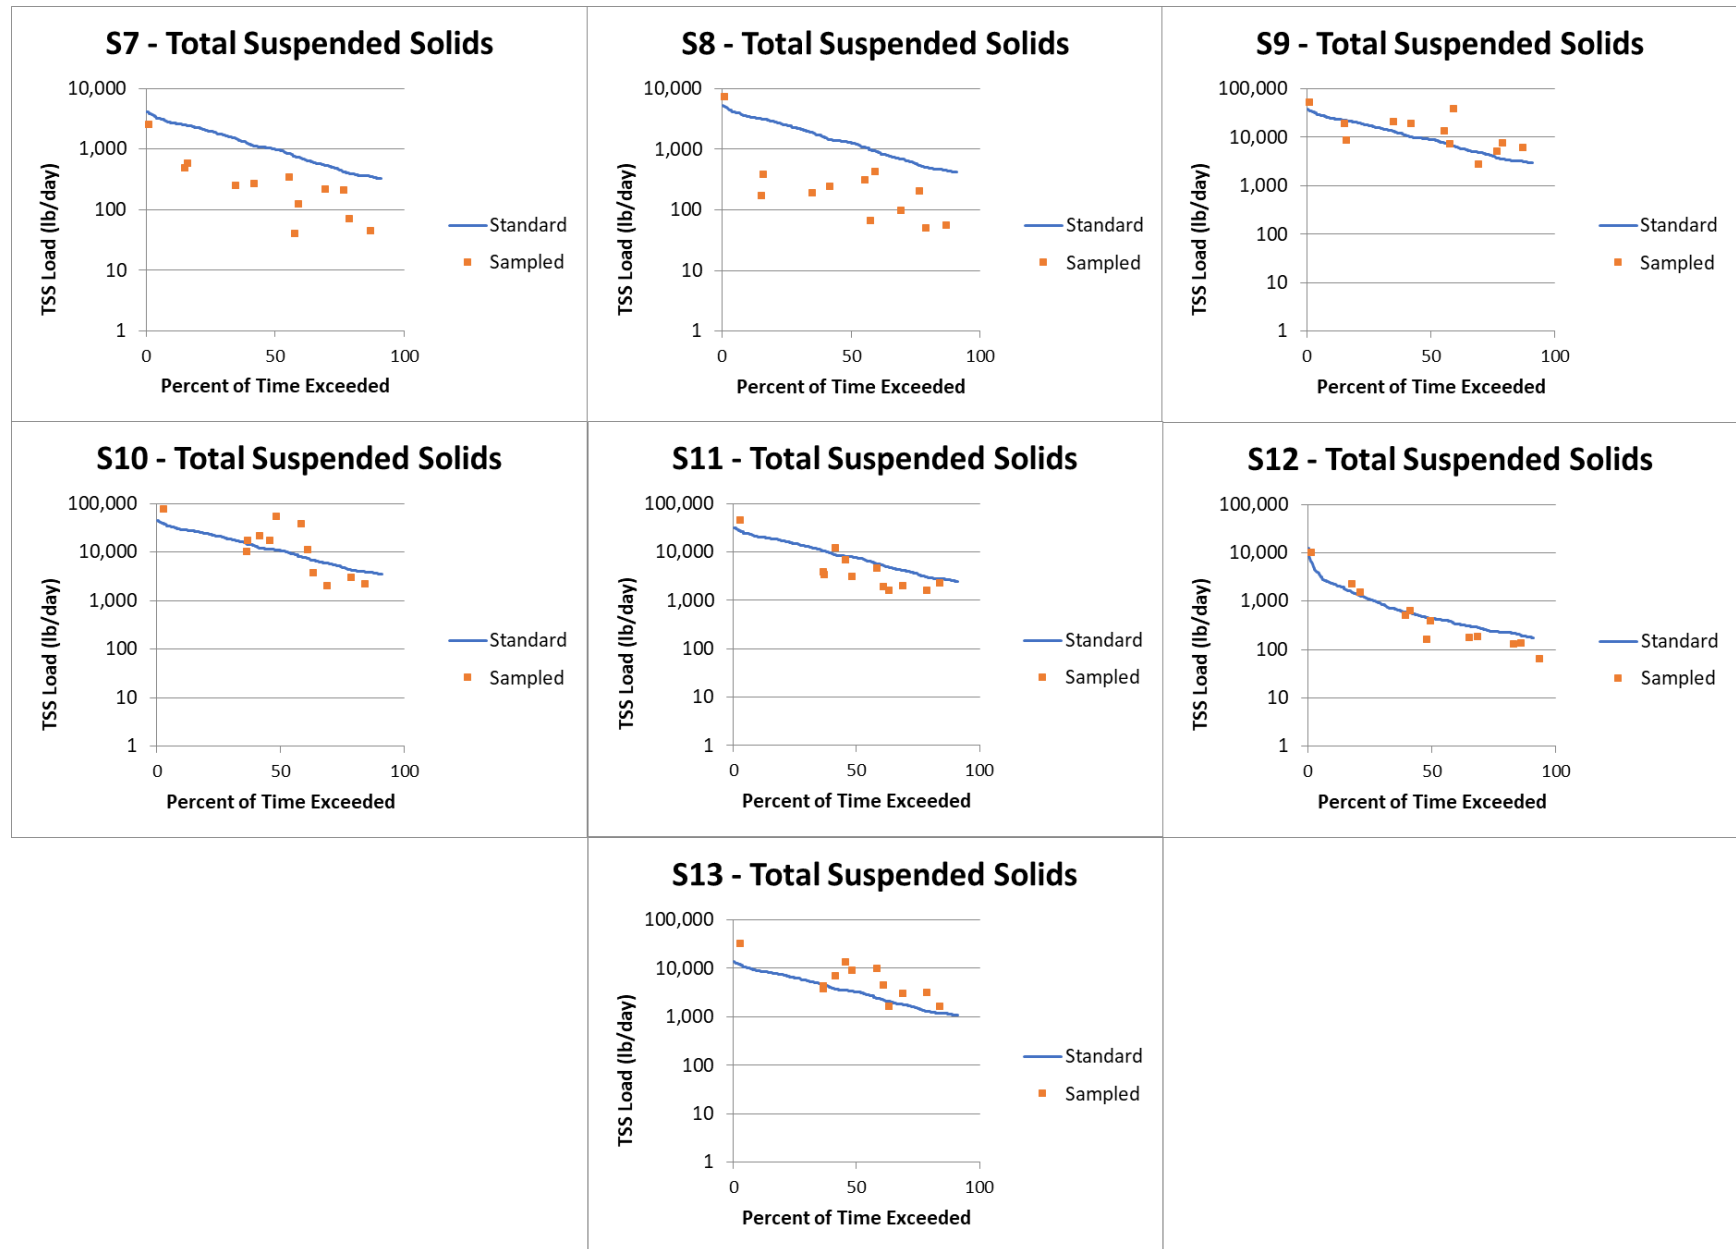 S7 - Total Suspended Solids
10,000
1,000
100
10
1
0 50 100
TSS Load (lb/day)
Percent of Time Exceeded
Standard
Sampled
S8 - Total Suspended Solids
10,000
1,000
100
10
1
0 50 100
TSS Load (lb/day)
Percent of Time Exceeded
Standard
Sampled
S9 - Total Suspended Solids
100,000
10,000
1,000
100
10
1
0 50 100
TSS Load (lb/day)
Percent of Time Exceeded
Standard
Sampled
S10 - Total Suspended Solids
100,000
10,000
1,000
100
10
1
0 50 100
TSS Load (lb/day)
Percent of Time Exceeded
Standard
Sampled
S11 - Total Suspended Solids
100,000
10,000
1,000
100
10
1
0 50 100
TSS Load (lb/day)
Percent of Time Exceeded
Standard
Sampled
S12 - Total Suspended Solids
100,000
10,000
1,000
100
10
1
0 50 100
TSS Load (lb/day)
Percent of Time Exceeded
Standard
Sampled
S13 - Total Suspended Solids
100,000
10,000
1,000
100
10
1
0 50 100
TSS Load (lb/day)
Percent of Time Exceeded
Standard
Sampled